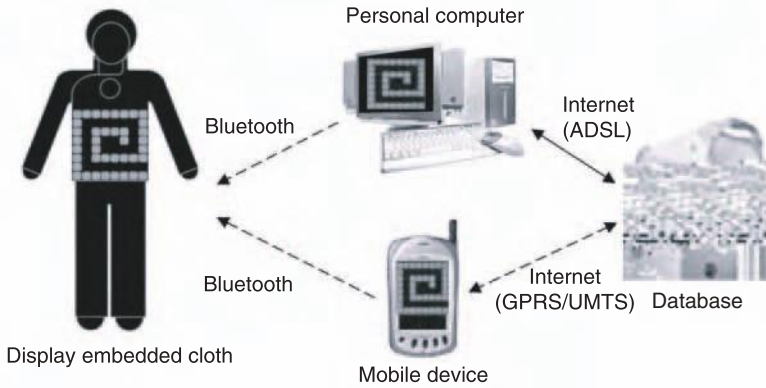 Personal computer
Internet
(ADSL)
Bluetooth
Bluetooth
Internet
(GPRS/UMTS)
Database
Display embedded cloth
Mobile device